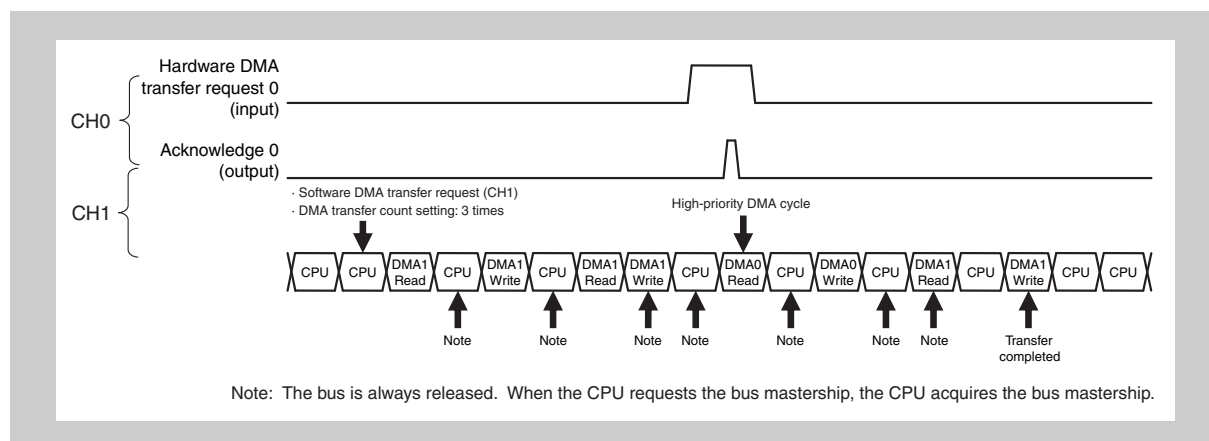 Hardware DMA
transfer request 0
(input)
CH0
Acknowledge 0
(output)
CH1
· Software DMA transfer request (CH1)
· DMA transfer count setting: 3 times
High-priority DMA cycle
CPU CPU DMA1 Read CPU DMA1 Write CPU DMA1 Read DMA1 Write CPU DMA0 Read CPU DMA0 Write CPU DMA1 Read CPU DMA1 Write CPU CPU
Note Note Note Note Note Note Note Transfer completed
Note: The bus is always released. When the CPU requests the bus mastership, the CPU acquires the bus mastership.